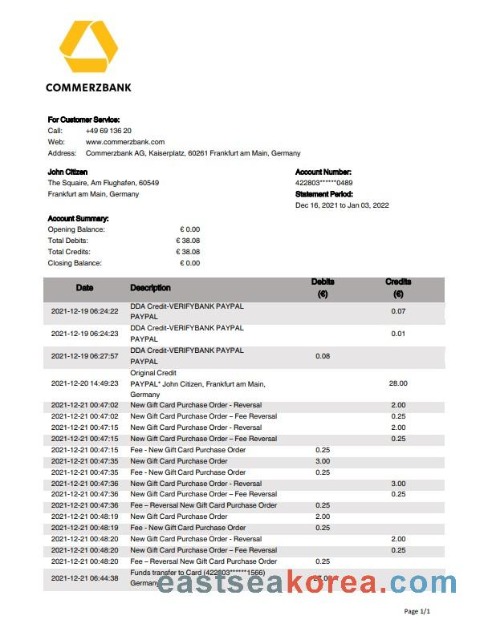 COMMERZBANK
For Customer Service:
Call: +49 69 136 20
Web: www.commerzbank.com
Address: Commerzbank AG, Kaiserplatz, 60261 Frankfurt am Main, Germany
John Citizen Account Number:
The Squaire, Am Flughafen, 60549 422803******0489
Frankfurt am Main, Germany Statement Period:
Dec 16, 2021 to Jan 03, 2022
Account Summary:
Opening Balance: € 0.00
Total Debits: € 38.08
Total Credits: € 38.08
Closing Balance: € 0.00
Date Description Debits (€) Credits (€)
2021-12-19 06:24:22 DDA Credit-VERIFYBANK PAYPAL 0.07
PAYPAL
2021-12-19 06:24:23 DDA Credit-VERIFYBANK PAYPAL 0.01
PAYPAL
2021-12-19 06:27:57 DDA Credit-VERIFYBANK PAYPAL 0.08
PAYPAL
Original Credit
2021-12-20 14:49:23 PAYPAL* John Citizen, Frankfurt am Main, 28.00
Germany
2021-12-21 00:47:02 New Gift Card Purchase Order - Reversal 2.00
2021-12-21 00:47:02 New Gift Card Purchase Order – Fee Reversal 0.25
2021-12-21 00:47:15 New Gift Card Purchase Order - Reversal 2.00
2021-12-21 00:47:15 New Gift Card Purchase Order – Fee Reversal 0.25
2021-12-21 00:47:15 Fee - New Gift Card Purchase Order 0.25
2021-12-21 00:47:35 Fee - New Gift Card Purchase Order 0.25
2021-12-21 00:47:35 New Gift Card Purchase Order 3.00
2021-12-21 00:47:36 New Gift Card Purchase Order - Reversal 3.00
2021-12-21 00:47:36 New Gift Card Purchase Order – Fee Reversal 0.25
2021-12-21 00:47:36 Fee – Reversal New Gift Card Purchase Order 0.25
2021-12-21 00:48:19 New Gift Card Purchase Order 2.00
2021-12-21 00:48:19 Fee - New Gift Card Purchase Order 0.25
2021-12-21 00:48:20 New Gift Card Purchase Order - Reversal 2.00
2021-12-21 00:48:20 New Gift Card Purchase Order – Fee Reversal 0.25
2021-12-21 00:48:20 Fee – Reversal New Gift Card Purchase Order 0.25
2021-12-21 06:44:38 Funds transfer to Card (422803******1566)
Germany
eastseakorea.com
Page 1/1